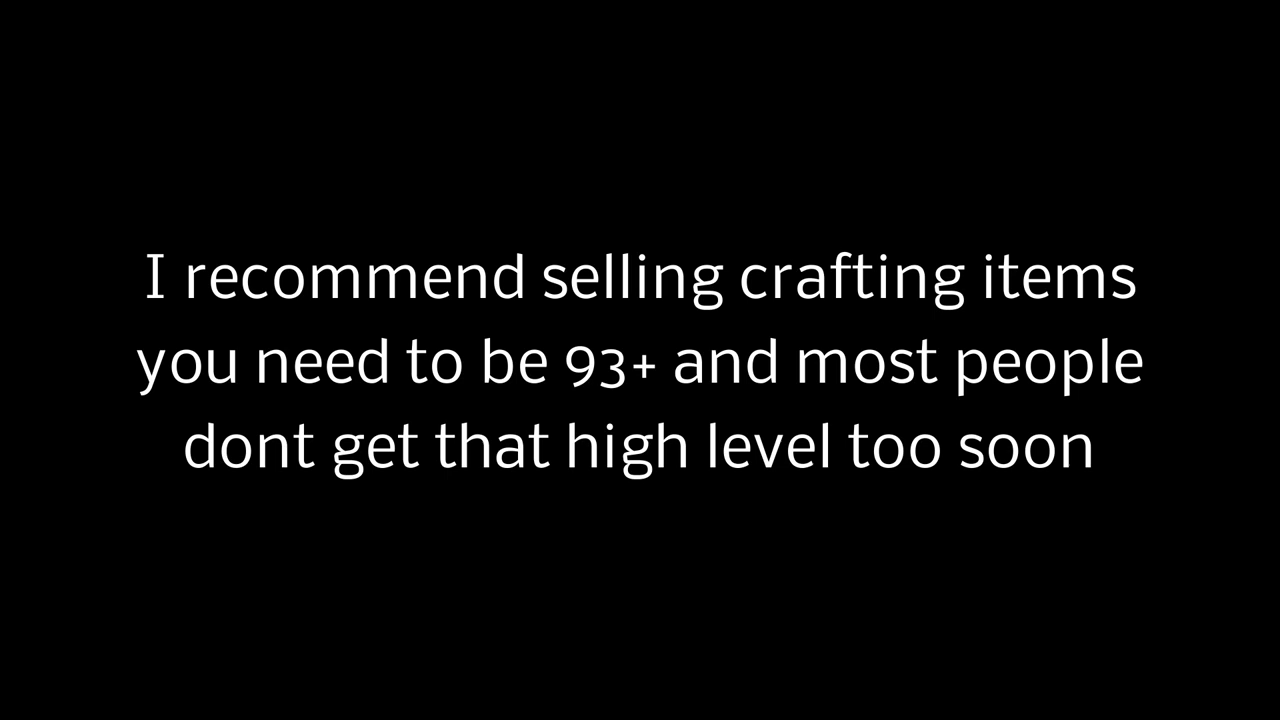 I recommend selling crafting items
you need to be 93+ and most people
dont get that high level too soon